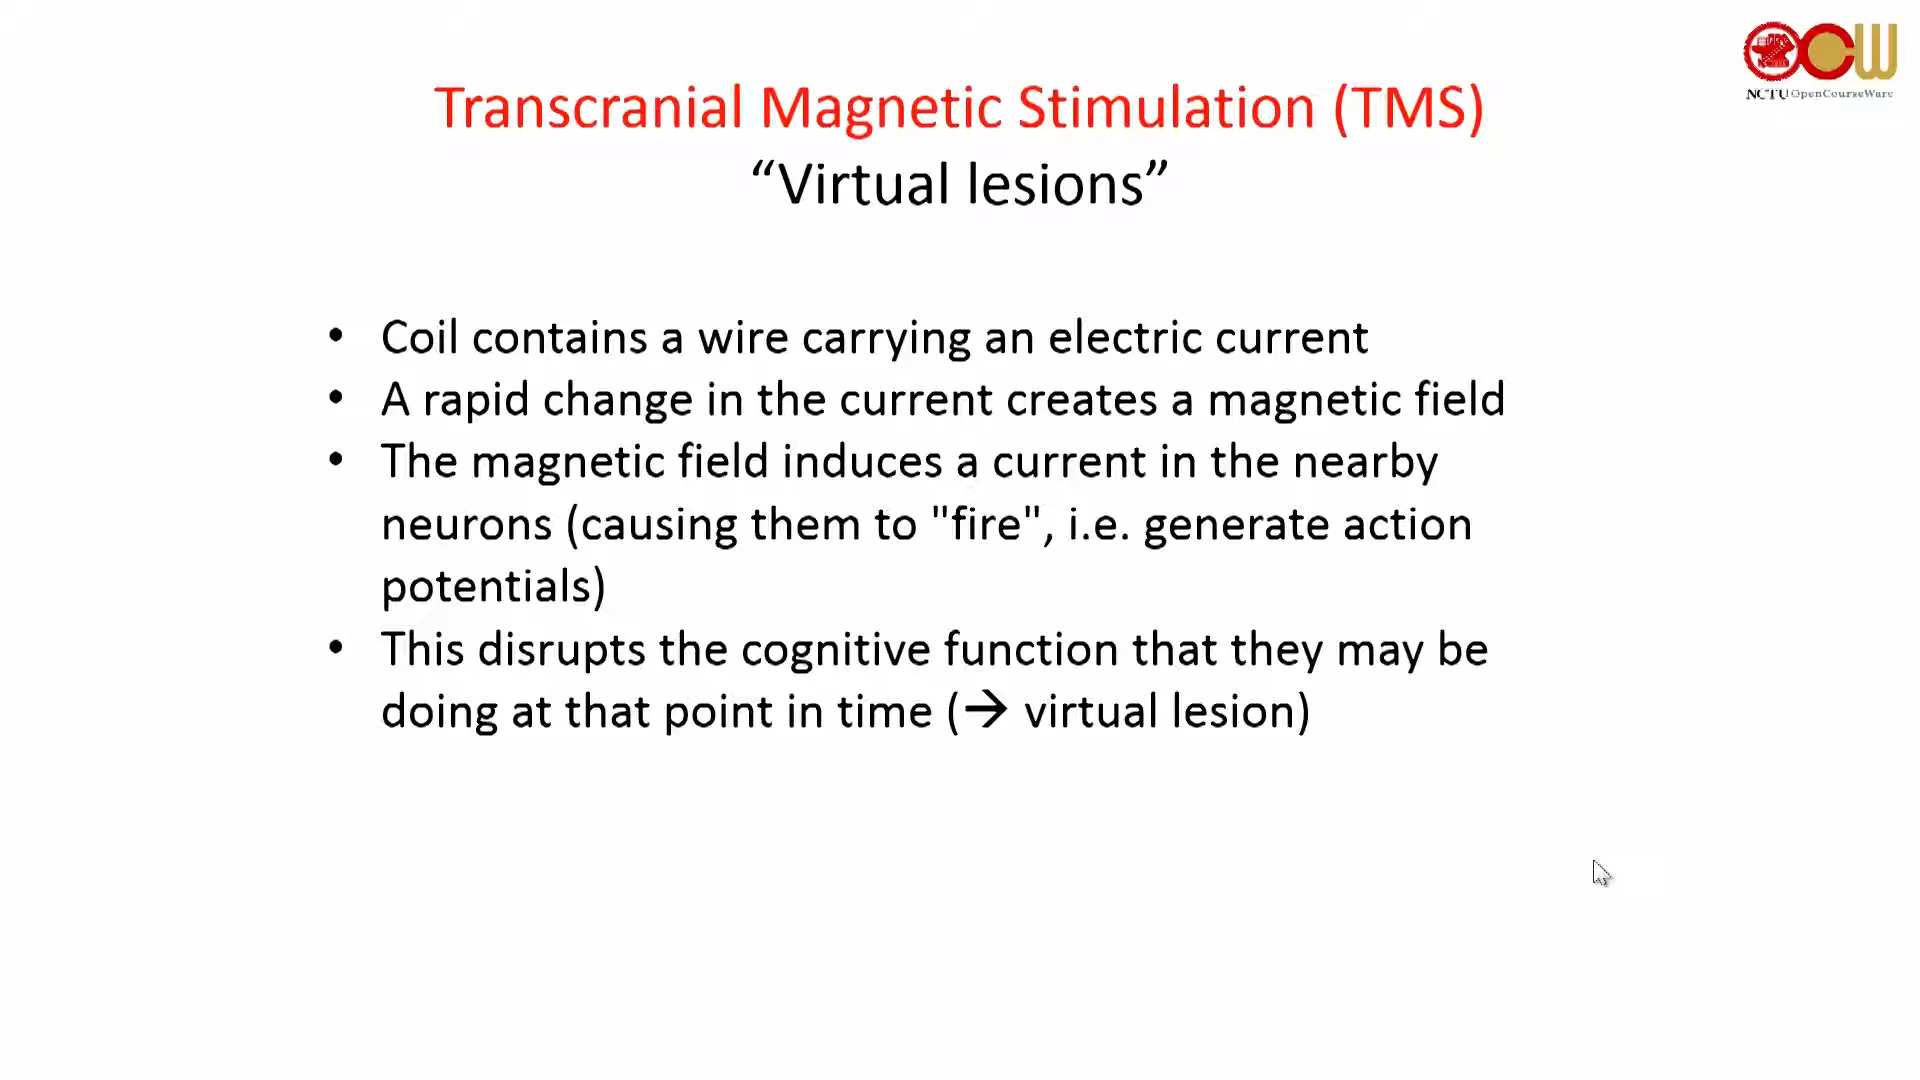 NCTU OpenCourseWare
Transcranial Magnetic Stimulation (TMS)
“Virtual lesions”
• Coil contains a wire carrying an electric current
• A rapid change in the current creates a magnetic field
• The magnetic field induces a current in the nearby
neurons (causing them to "fire", i.e. generate action
potentials)
• This disrupts the cognitive function that they may be
doing at that point in time (→ virtual lesion)